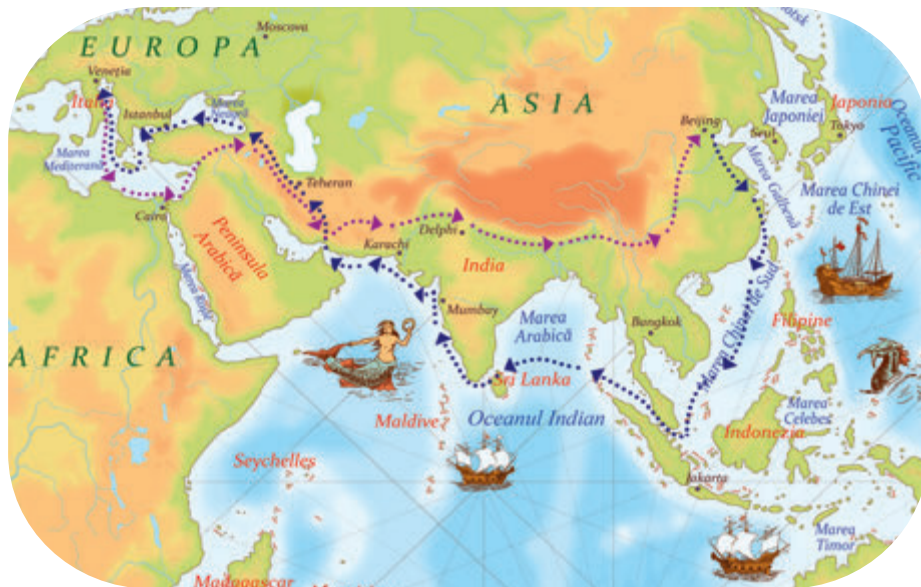 Moscova
EUROPA
Veneția
Italia
Istanbul
Marea
Neagră
ASIA
Marea
Japoniei
Japonia
Tokyo
Beijing
Seul
Oceanul
Pacific
Marea
Mediterană
Marea Galbenă
Marea Chinei
de Est
Teheran
Cairo
Peninsula
Arabică
Marea Roșie
Karachi
Delphi
India
Mumbay
Marea
Arabică
Bangkok
Marea Chinei de Sud
Filipine
AFRICA
Sri Lanka
Maldive
Oceanul Indian
Marea
Celebes
Indonezia
Seychelles
Jakarta
Marea
Timor
Madagascar